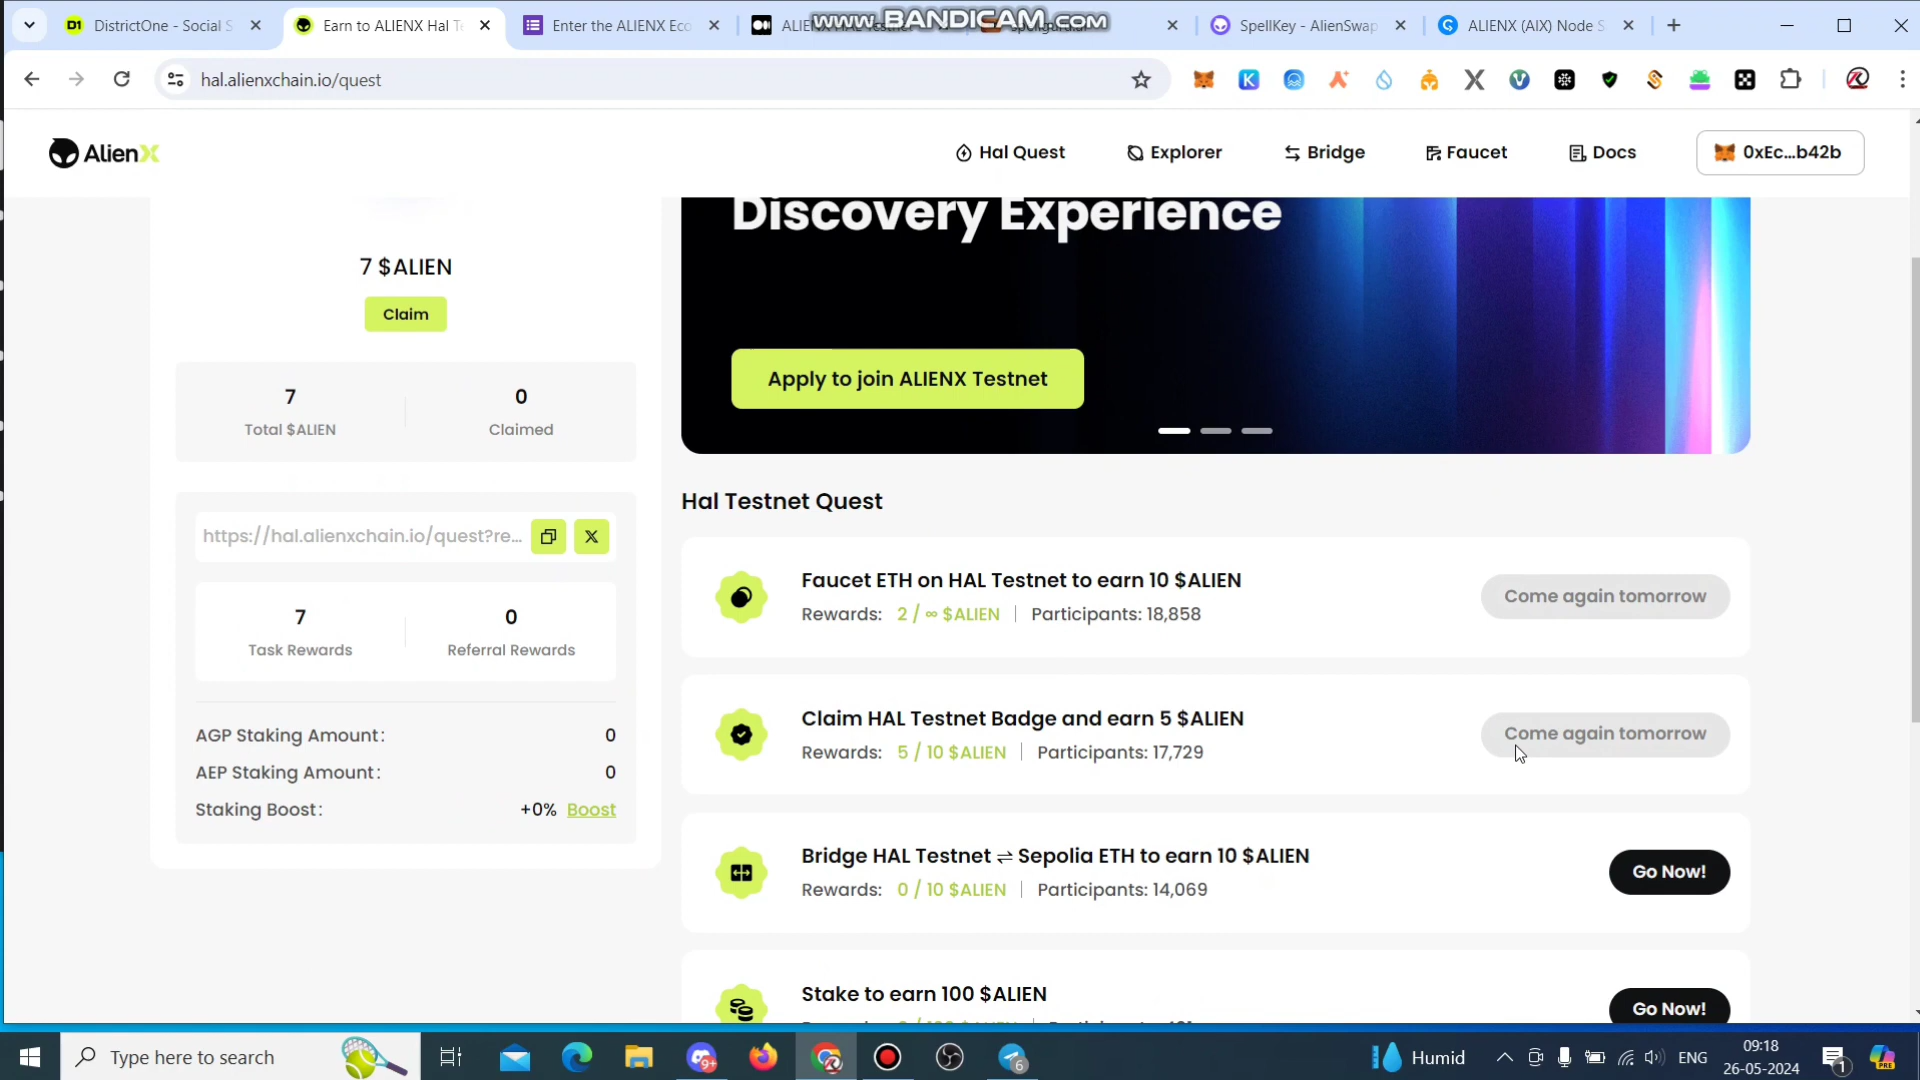 www.BANDICAM.com
DistrictOne - Social S
Earn to ALIENX Hal Te
Enter the ALIENX Eco
SpellKey - AlienSwap
ALIENX (AIX) Node S
hal.alienxchain.io/quest
AlienX
Hal Quest
Explorer
Bridge
Faucet
Docs
0xEc...b42b
Discovery Experience
Apply to join ALIENX Testnet
7 $ALIEN
Claim
7
Total $ALIEN
0
Claimed
https://hal.alienxchain.io/quest?re...
7
Task Rewards
0
Referral Rewards
AGP Staking Amount: 0
AEP Staking Amount: 0
Staking Boost: +0% Boost
Hal Testnet Quest
Faucet ETH on HAL Testnet to earn 10 $ALIEN
Rewards: 2 / ∞ $ALIEN | Participants: 18,858
Come again tomorrow
Claim HAL Testnet Badge and earn 5 $ALIEN
Rewards: 5 / 10 $ALIEN | Participants: 17,729
Come again tomorrow
Bridge HAL Testnet ⇌ Sepolia ETH to earn 10 $ALIEN
Rewards: 0 / 10 $ALIEN | Participants: 14,069
Go Now!
Stake to earn 100 $ALIEN
Go Now!
Type here to search
Humid
ENG
09:18
26-05-2024